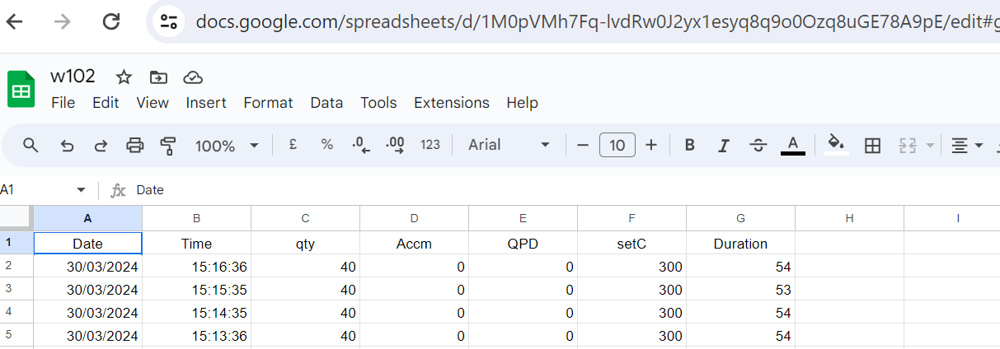 docs.google.com/spreadsheets/d/1M0pVMh7Fq-lvdRw0J2yx1esyq8q9o0Ozq8uGE78A9pE/edit#g
w102
File Edit View Insert Format Data Tools Extensions Help
100% £ % .0 .00 123 Arial 10 B I S A
A1 fx Date
A B C D E F G H I
1 Date Time qty Accm QPD setC Duration
2 30/03/2024 15:16:36 40 0 0 300 54
3 30/03/2024 15:15:35 40 0 0 300 53
4 30/03/2024 15:14:35 40 0 0 300 54
5 30/03/2024 15:13:36 40 0 0 300 54